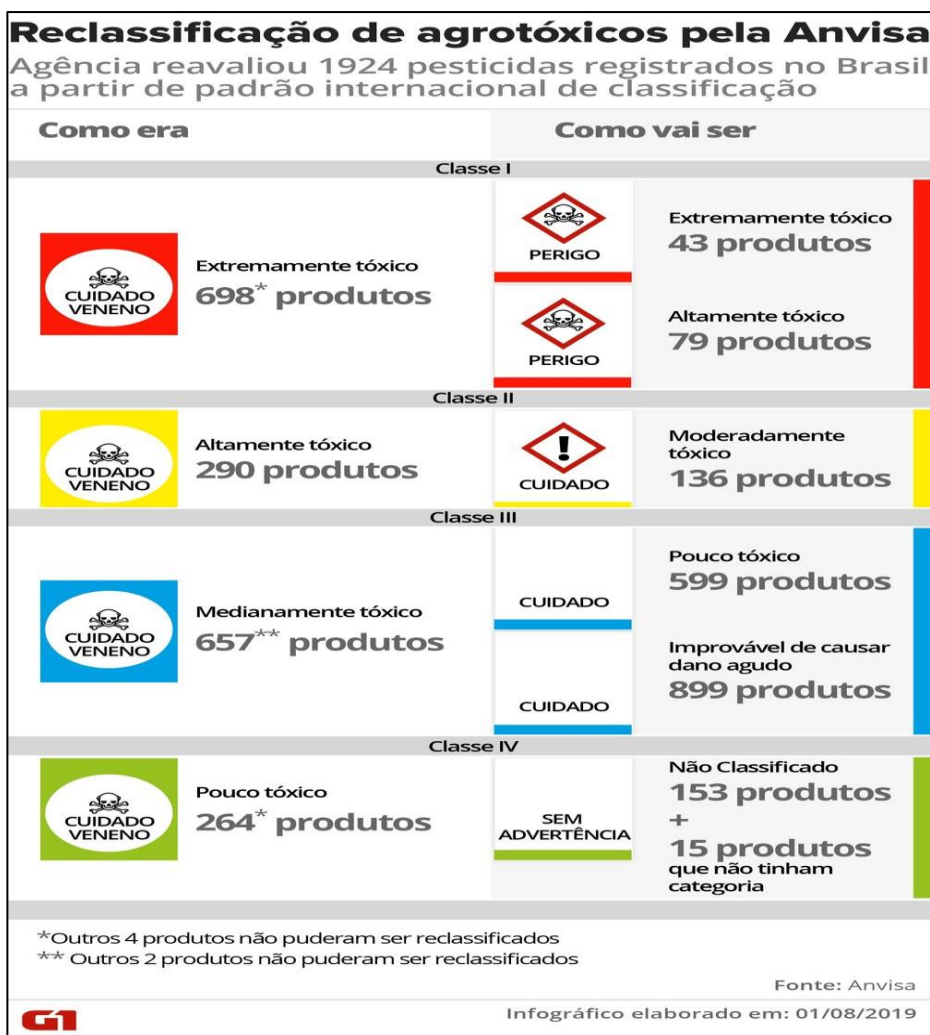 Reclassificação de agrotóxicos pela Anvisa
Agência reavaliou 1924 pesticidas registrados no Brasil
a partir de padrão internacional de classificação
Como era
Como vai ser
Classe I
CUIDADO
VENENO
Extremamente tóxico
698* produtos
PERIGO
Extremamente tóxico
43 produtos
PERIGO
Altamente tóxico
79 produtos
Classe II
CUIDADO
VENENO
Altamente tóxico
290 produtos
CUIDADO
Moderadamente
tóxico
136 produtos
Classe III
CUIDADO
VENENO
Medianamente tóxico
657** produtos
CUIDADO
Pouco tóxico
599 produtos
CUIDADO
Improvável de causar
dano agudo
899 produtos
Classe IV
CUIDADO
VENENO
Pouco tóxico
264* produtos
SEM
ADVERTÊNCIA
Não Classificado
153 produtos
+
15 produtos
que não tinham
categoria
*Outros 4 produtos não puderam ser reclassificados
** Outros 2 produtos não puderam ser reclassificados
Fonte: Anvisa
G1
Infográfico elaborado em: 01/08/2019